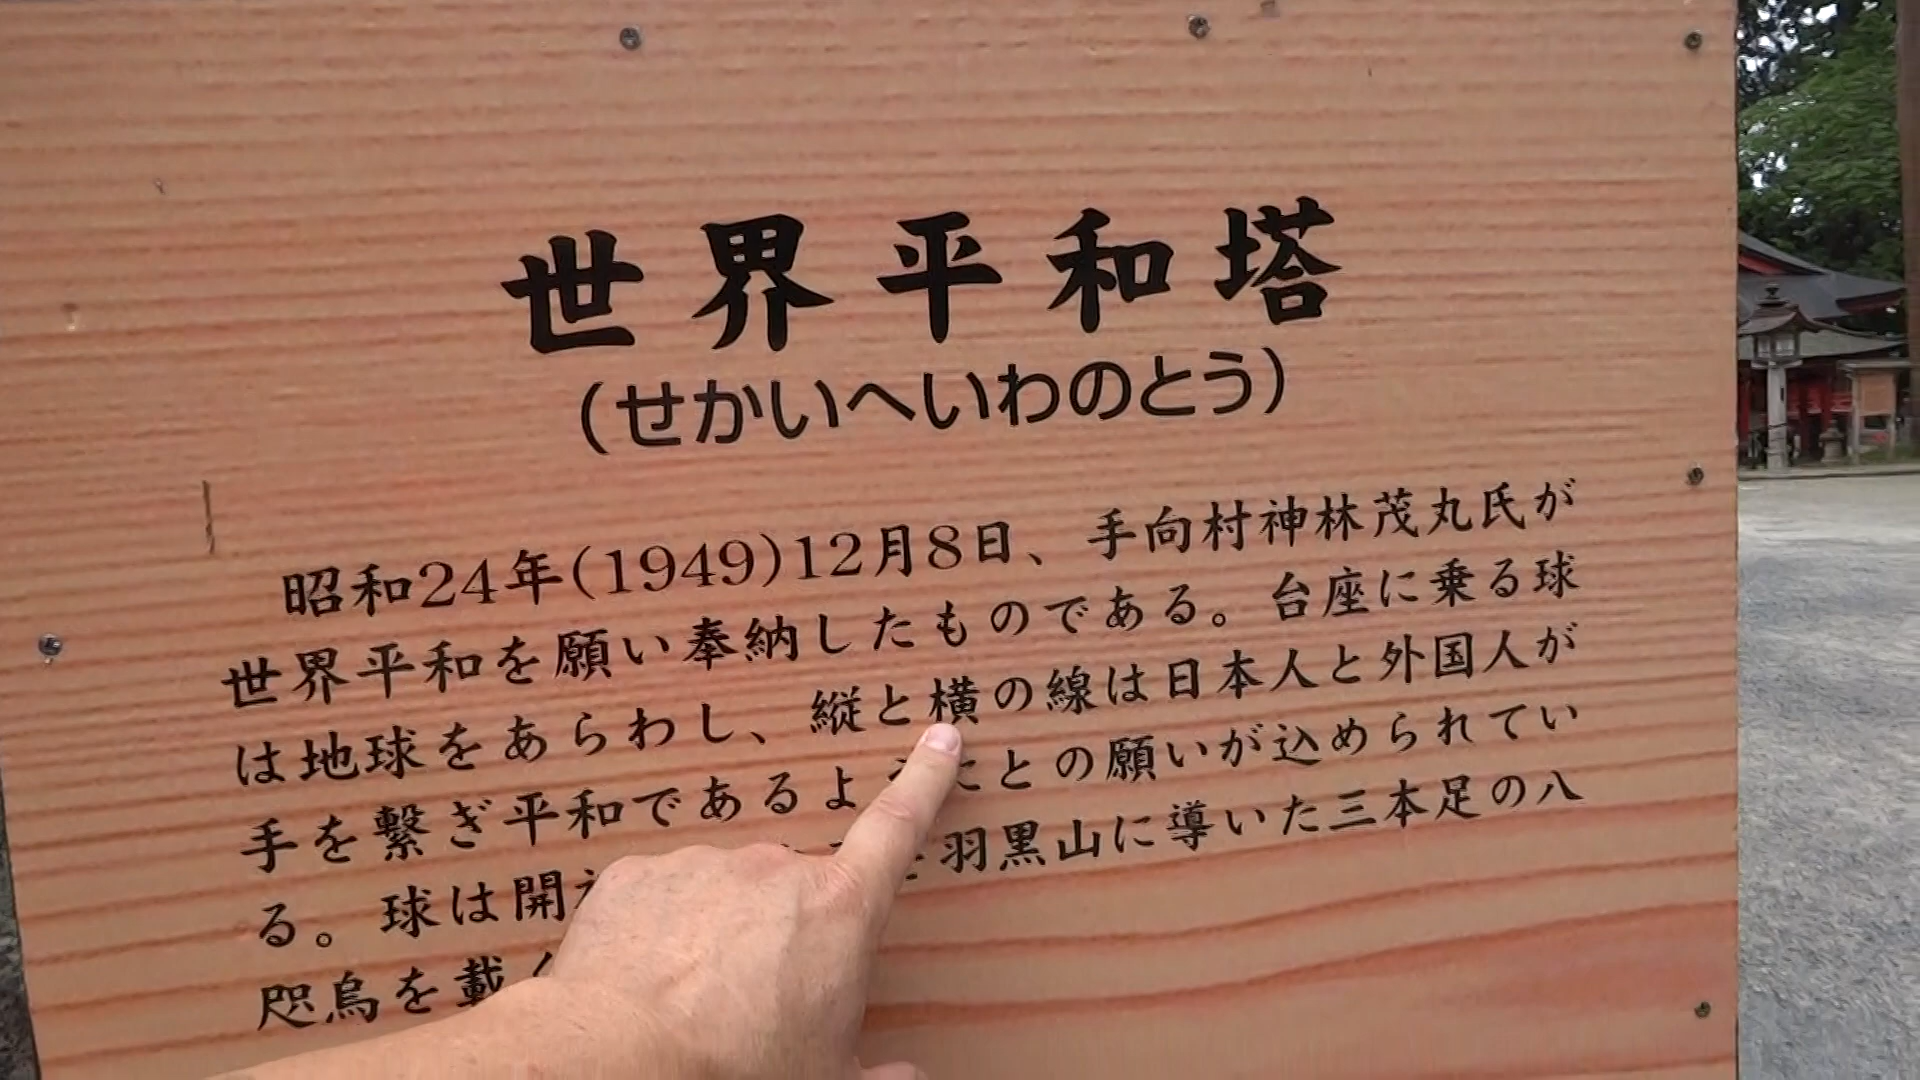 世界平和塔
(せかいへいわのとう)
昭和24年(1949)12月8日、手向村神林茂丸氏が
世界平和を願い奉納したものである。台座に乗る球
は地球をあらわし、縦と横の線は日本人と外国人が
手を繋ぎ平和であるよ との願いが込められてい
る。球は開 羽黒山に導いた三本足の八
咫烏を載